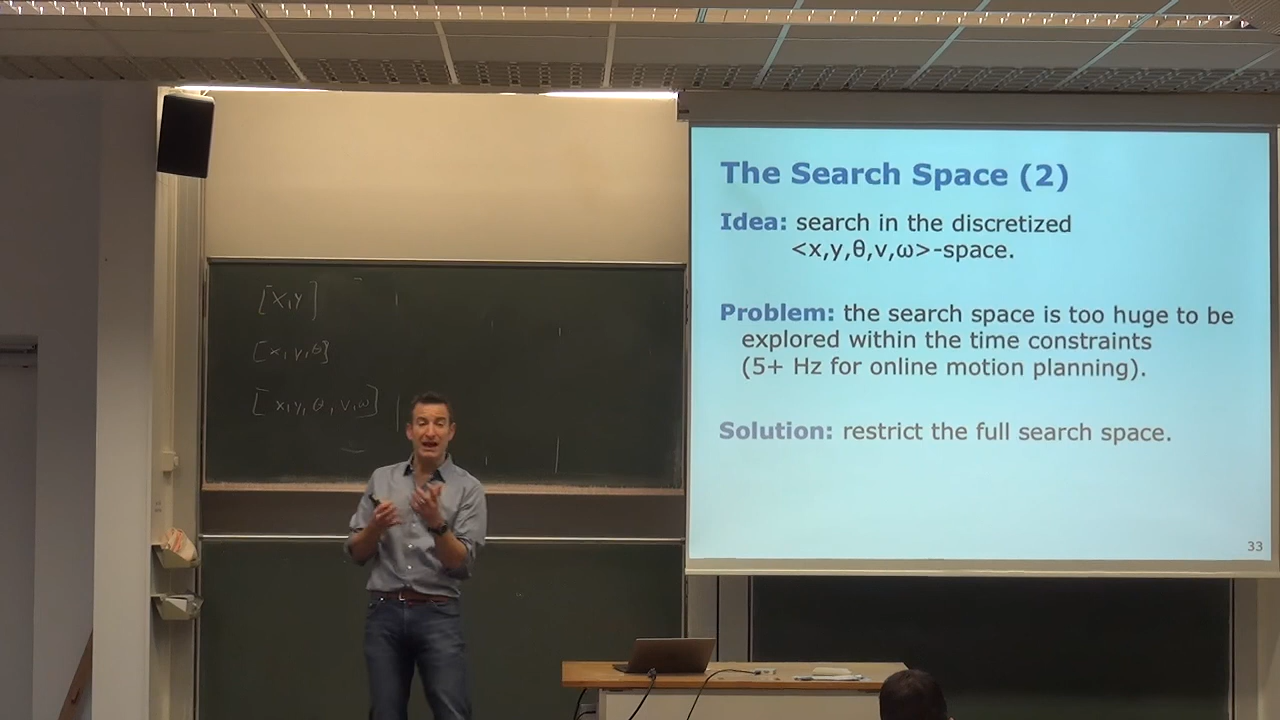 [x,y]
[x,y,θ]
[x,y,θ,v,ω]
The Search Space (2)
Idea: search in the discretized
<x,y,θ,v,ω>-space.
Problem: the search space is too huge to be
explored within the time constraints
(5+ Hz for online motion planning).
Solution: restrict the full search space.
33